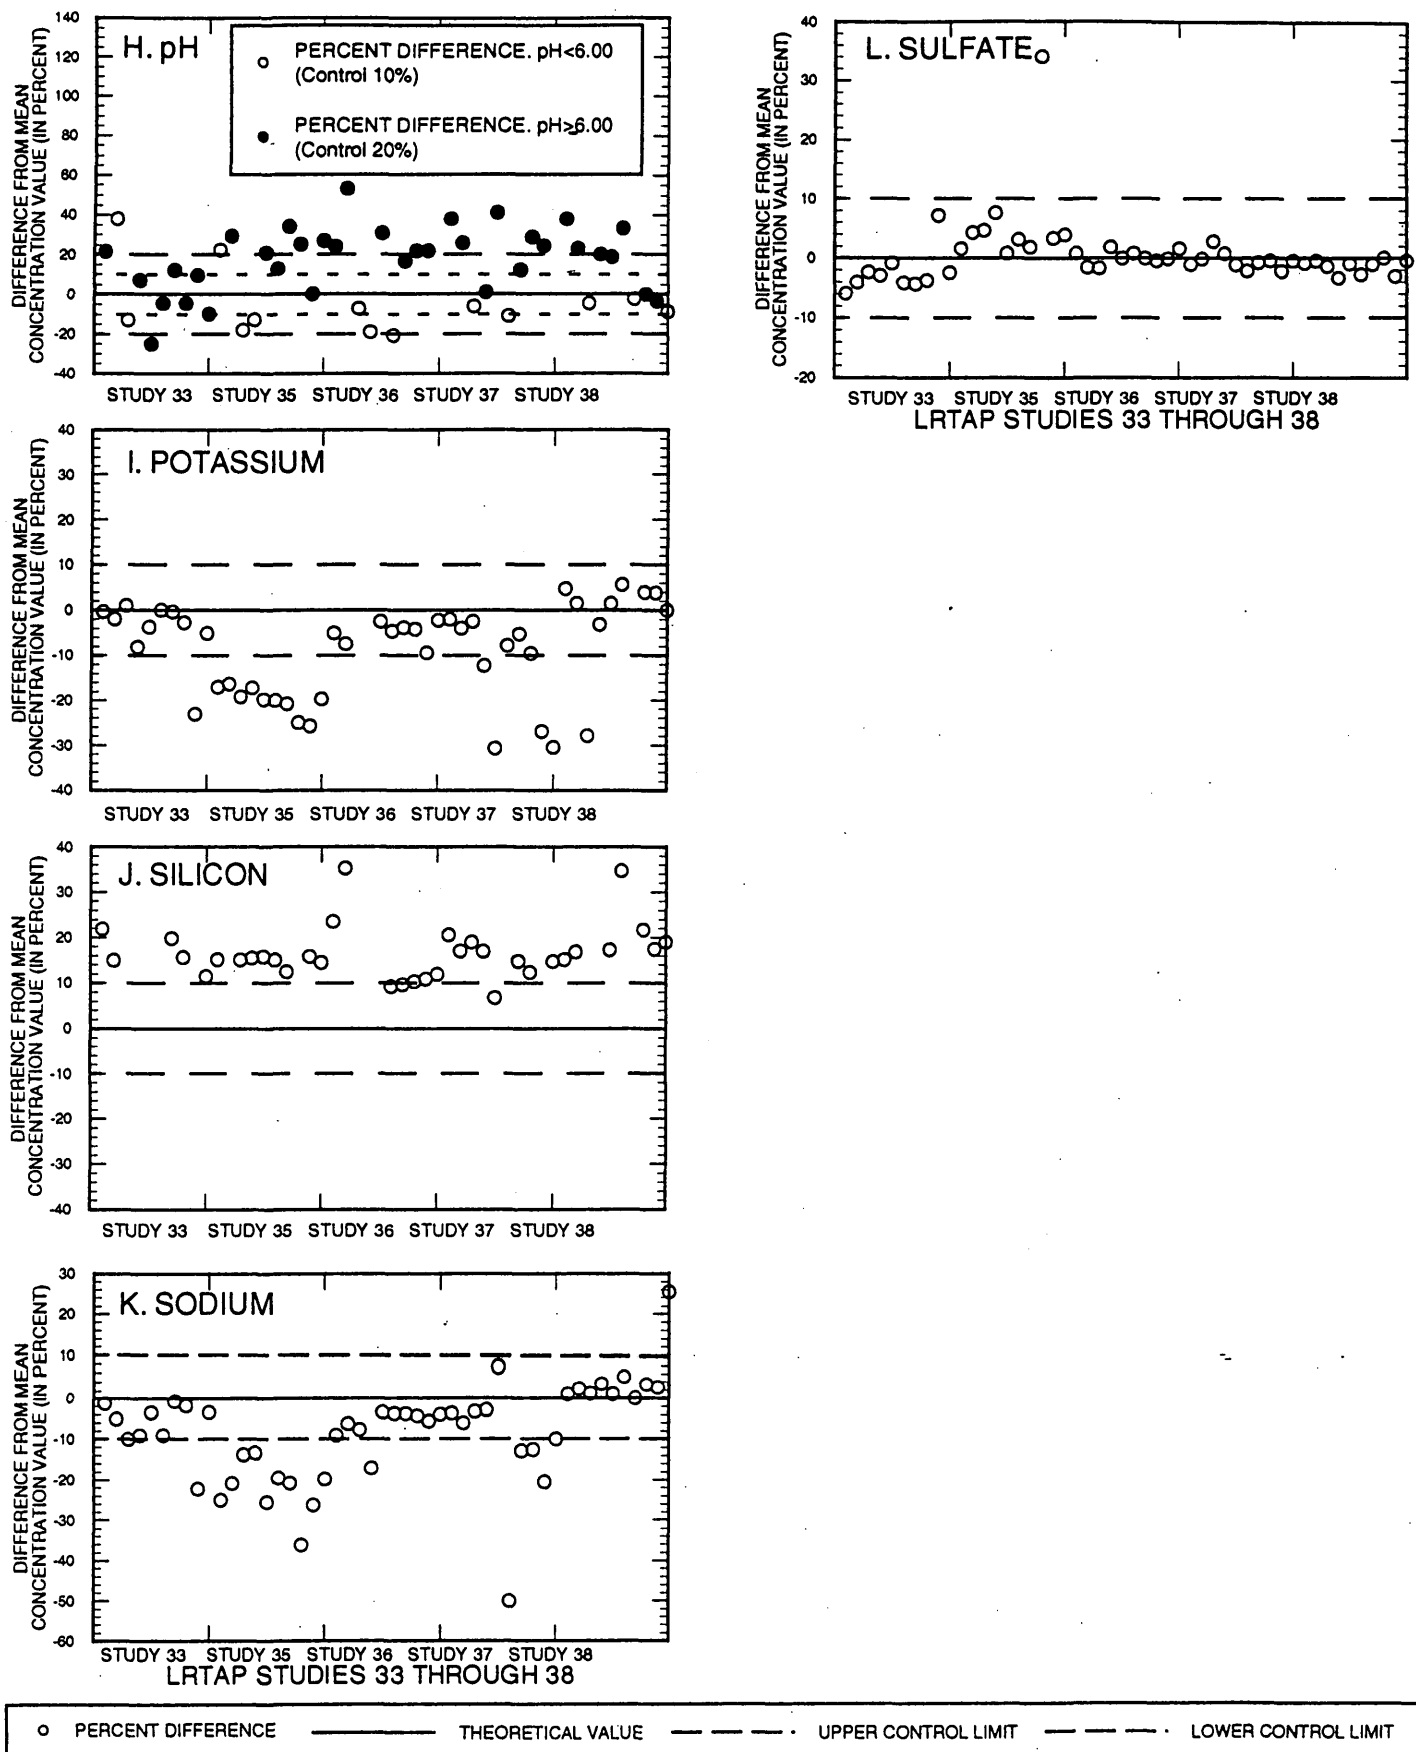 H. pH
PERCENT DIFFERENCE. pH<6.00
(Control 10%)
PERCENT DIFFERENCE. pH≥6.00
(Control 20%)
DIFFERENCE FROM MEAN
CONCENTRATION VALUE (IN PERCENT)
140
120
100
80
60
40
20
0
-20
-40
STUDY 33 STUDY 35 STUDY 36 STUDY 37 STUDY 38
I. POTASSIUM
DIFFERENCE FROM MEAN
CONCENTRATION VALUE (IN PERCENT)
40
30
20
10
0
-10
-20
-30
-40
STUDY 33 STUDY 35 STUDY 36 STUDY 37 STUDY 38
J. SILICON
DIFFERENCE FROM MEAN
CONCENTRATION VALUE (IN PERCENT)
40
30
20
10
0
-10
-20
-30
-40
STUDY 33 STUDY 35 STUDY 36 STUDY 37 STUDY 38
K. SODIUM
DIFFERENCE FROM MEAN
CONCENTRATION VALUE (IN PERCENT)
30
20
10
0
-10
-20
-30
-40
-50
-60
STUDY 33 STUDY 35 STUDY 36 STUDY 37 STUDY 38
LRTAP STUDIES 33 THROUGH 38
L. SULFATE
DIFFERENCE FROM MEAN
CONCENTRATION VALUE (IN PERCENT)
40
30
20
10
0
-10
-20
STUDY 33 STUDY 35 STUDY 36 STUDY 37 STUDY 38
LRTAP STUDIES 33 THROUGH 38
PERCENT DIFFERENCE THEORETICAL VALUE UPPER CONTROL LIMIT LOWER CONTROL LIMIT